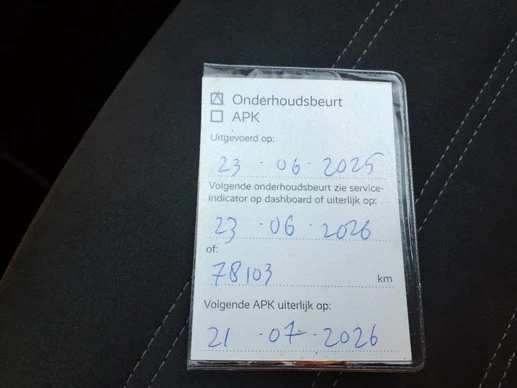 ☒ Onderhoudsbeurt
☐ APK
Uitgevoerd op:
23 · 06 · 2025
Volgende onderhoudsbeurt zie service-
indicator op dashboard of uiterlijk op:
23 · 06 · 2026
of:
78103 km
Volgende APK uiterlijk op:
21 · 07 · 2026